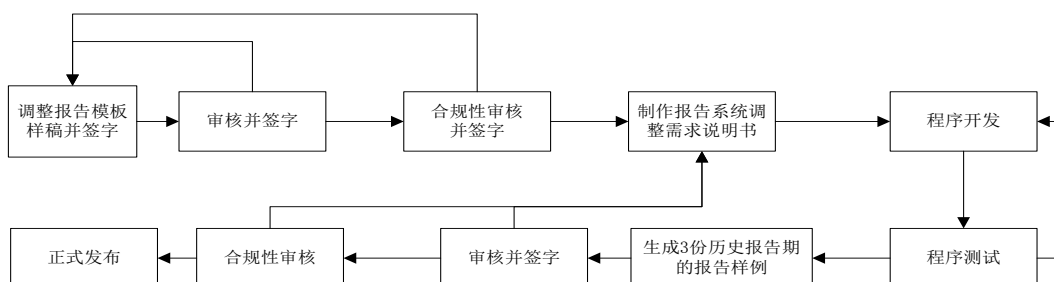 调整报告模板
样稿并签字
审核并签字
合规性审核
并签字
制作报告系统调
整需求说明书
程序开发
正式发布
合规性审核
审核并签字
生成3份历史报告期
的报告样例
程序测试